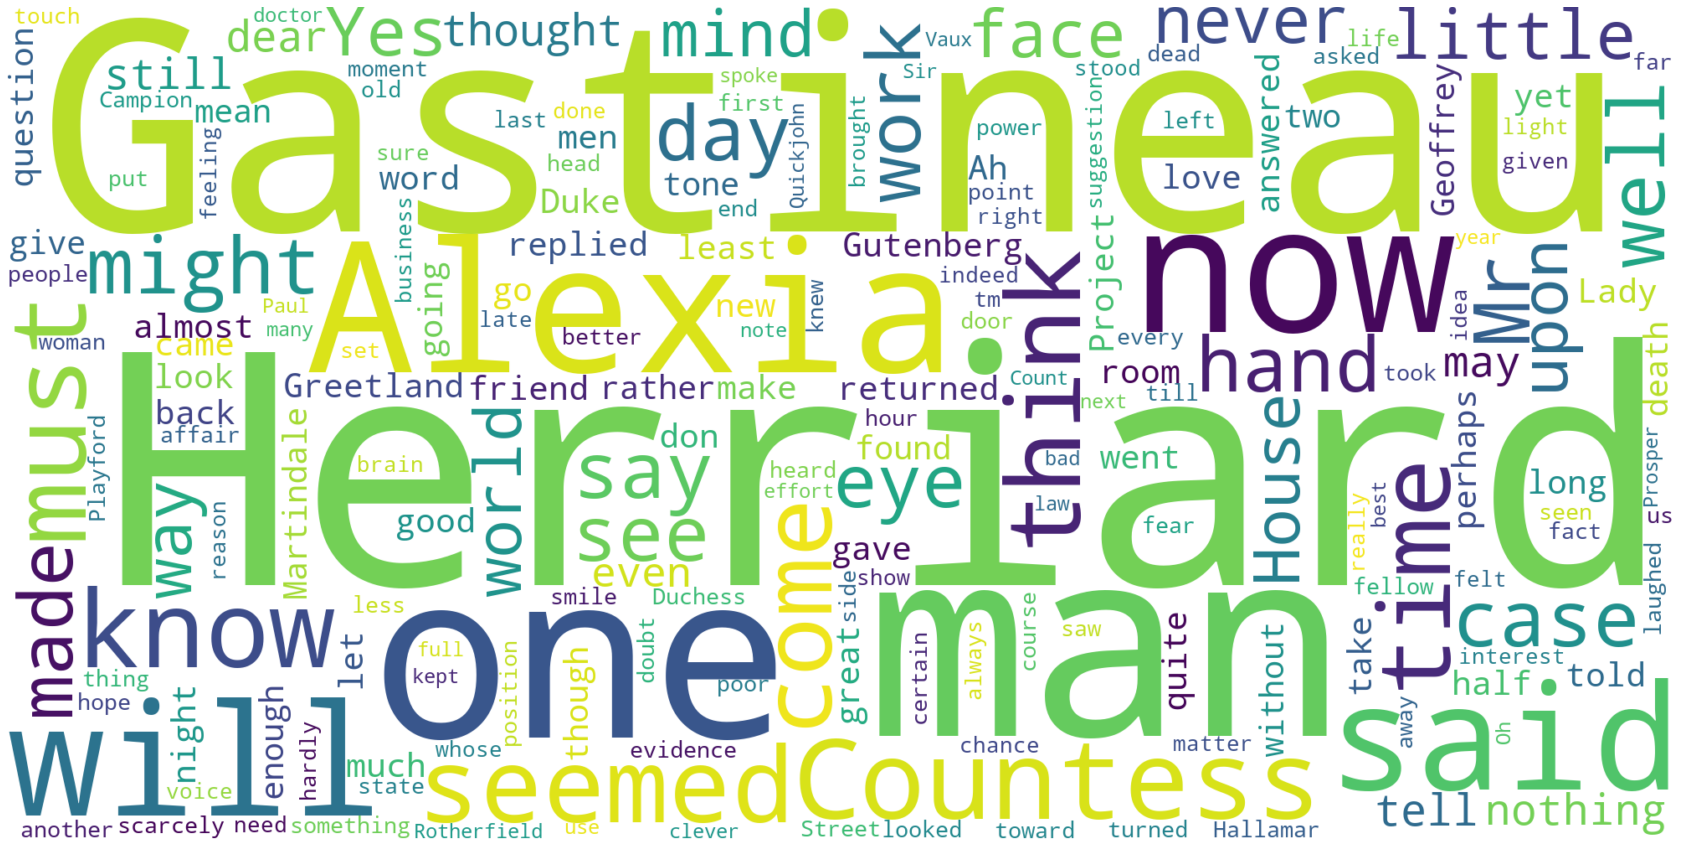 touch
doctor
dear
Yes
thought
mind
Vaux
face
never
little
question
still
moment
old
spoke
Sir
stood
dead
asked
life
far
Campion
mean
Gastineau
last
first
done
men
day
work
power
suggestion
left
two
yet
light
well
put
feeling
sure
word
head
tone
Quickjohn
brought
Ah
point
love
answered
Geoffrey
given
Duke
end
right
give
people
might
business
going
replied
least
Gutenberg
indeed
Project
now
year
upon
Mr
Lady
must
Paul
many
Alexia
go
late
new
better
note
knew
tm
door
think
every
idea
woman
almost
came
set
look
Greetland
friend
rather
make
returned
Count
next
room
till
hand
took
may
death
back
affair
Playford
Martindale
Herriard
brain
world
don
say
hour
found
heard
effort
eye
bad
went
law
House
perhaps
long
seen
fact
Prosper
us
way
reason
good
see
even
come
gave
show
fear
time
really
best
fellow
felt
laughed
made
know
less
smile
Duchess
side
man
case
let
one
full
kept
position
though
doubt
poor
great
certain
always
course
saw
quite
without
take
interest
half
told
thing
hope
night
enough
hardly
much
whose
evidence
chance
matter
away
Oh
said
will
voice
state
seemed
Countess
tell
nothing
another
scarcely
need
something
Rotherfield
use
clever
Street
looked
toward
turned
Hallamar